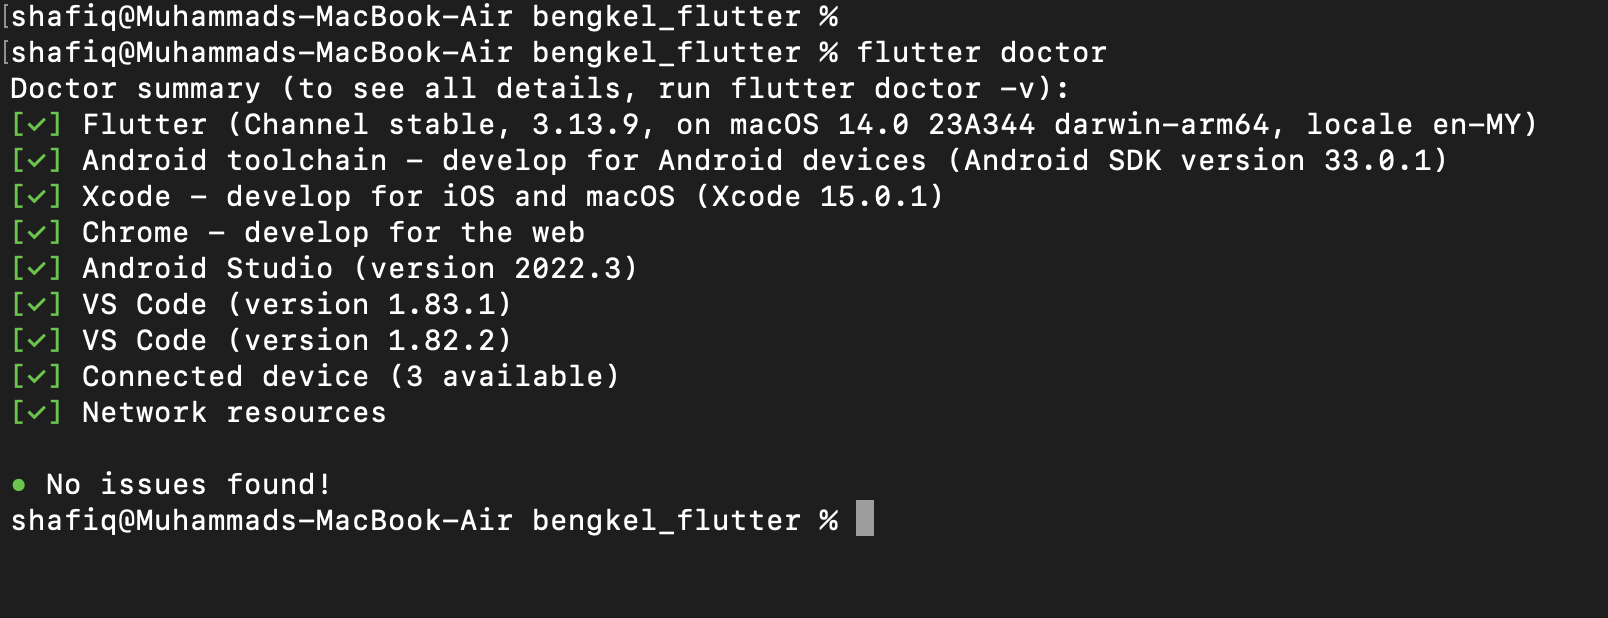 [shafiq@Muhammads-MacBook-Air bengkel_flutter %
[shafiq@Muhammads-MacBook-Air bengkel_flutter % flutter doctor
Doctor summary (to see all details, run flutter doctor -v):
[✓] Flutter (Channel stable, 3.13.9, on macOS 14.0 23A344 darwin-arm64, locale en-MY)
[✓] Android toolchain - develop for Android devices (Android SDK version 33.0.1)
[✓] Xcode - develop for iOS and macOS (Xcode 15.0.1)
[✓] Chrome - develop for the web
[✓] Android Studio (version 2022.3)
[✓] VS Code (version 1.83.1)
[✓] VS Code (version 1.82.2)
[✓] Connected device (3 available)
[✓] Network resources
• No issues found!
shafiq@Muhammads-MacBook-Air bengkel_flutter %